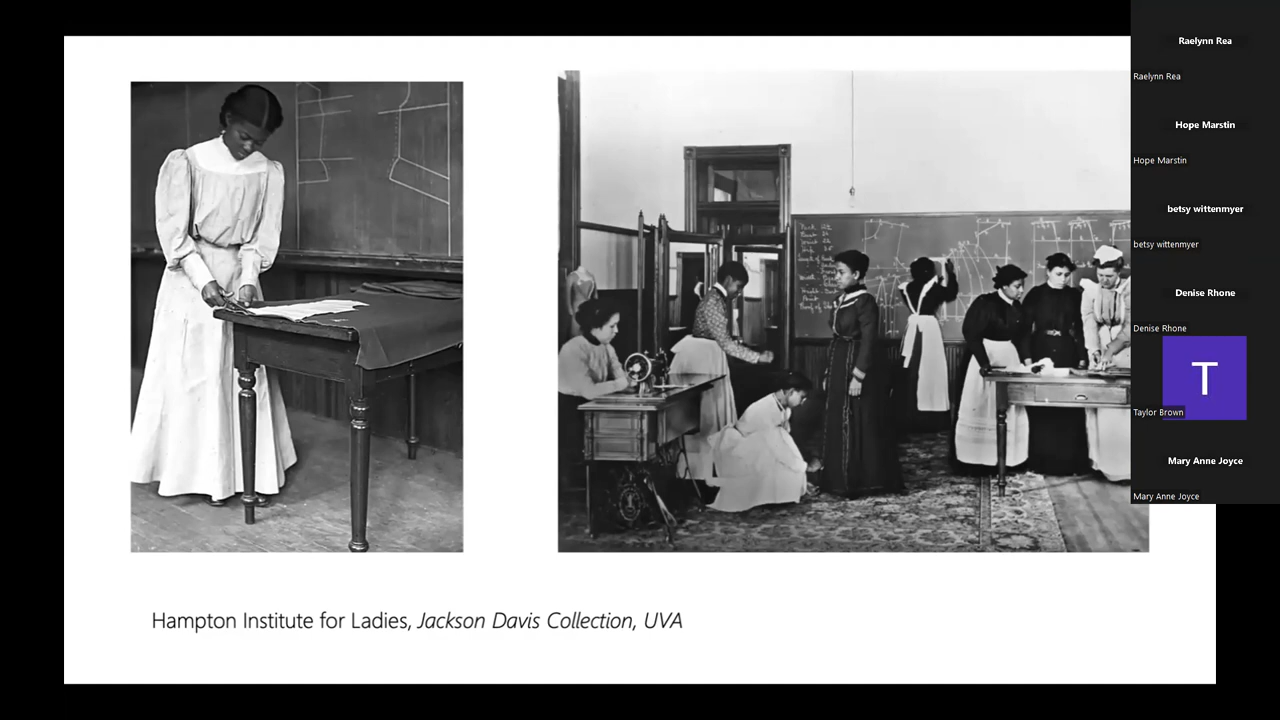 Hampton Institute for Ladies, Jackson Davis Collection, UVA
Raelynn Rea
Raelynn Rea
Hope Marstin
Hope Marstin
betsy wittenmyer
betsy wittenmyer
Denise Rhone
Denise Rhone
T
Taylor Brown
Mary Anne Joyce
Mary Anne Joyce